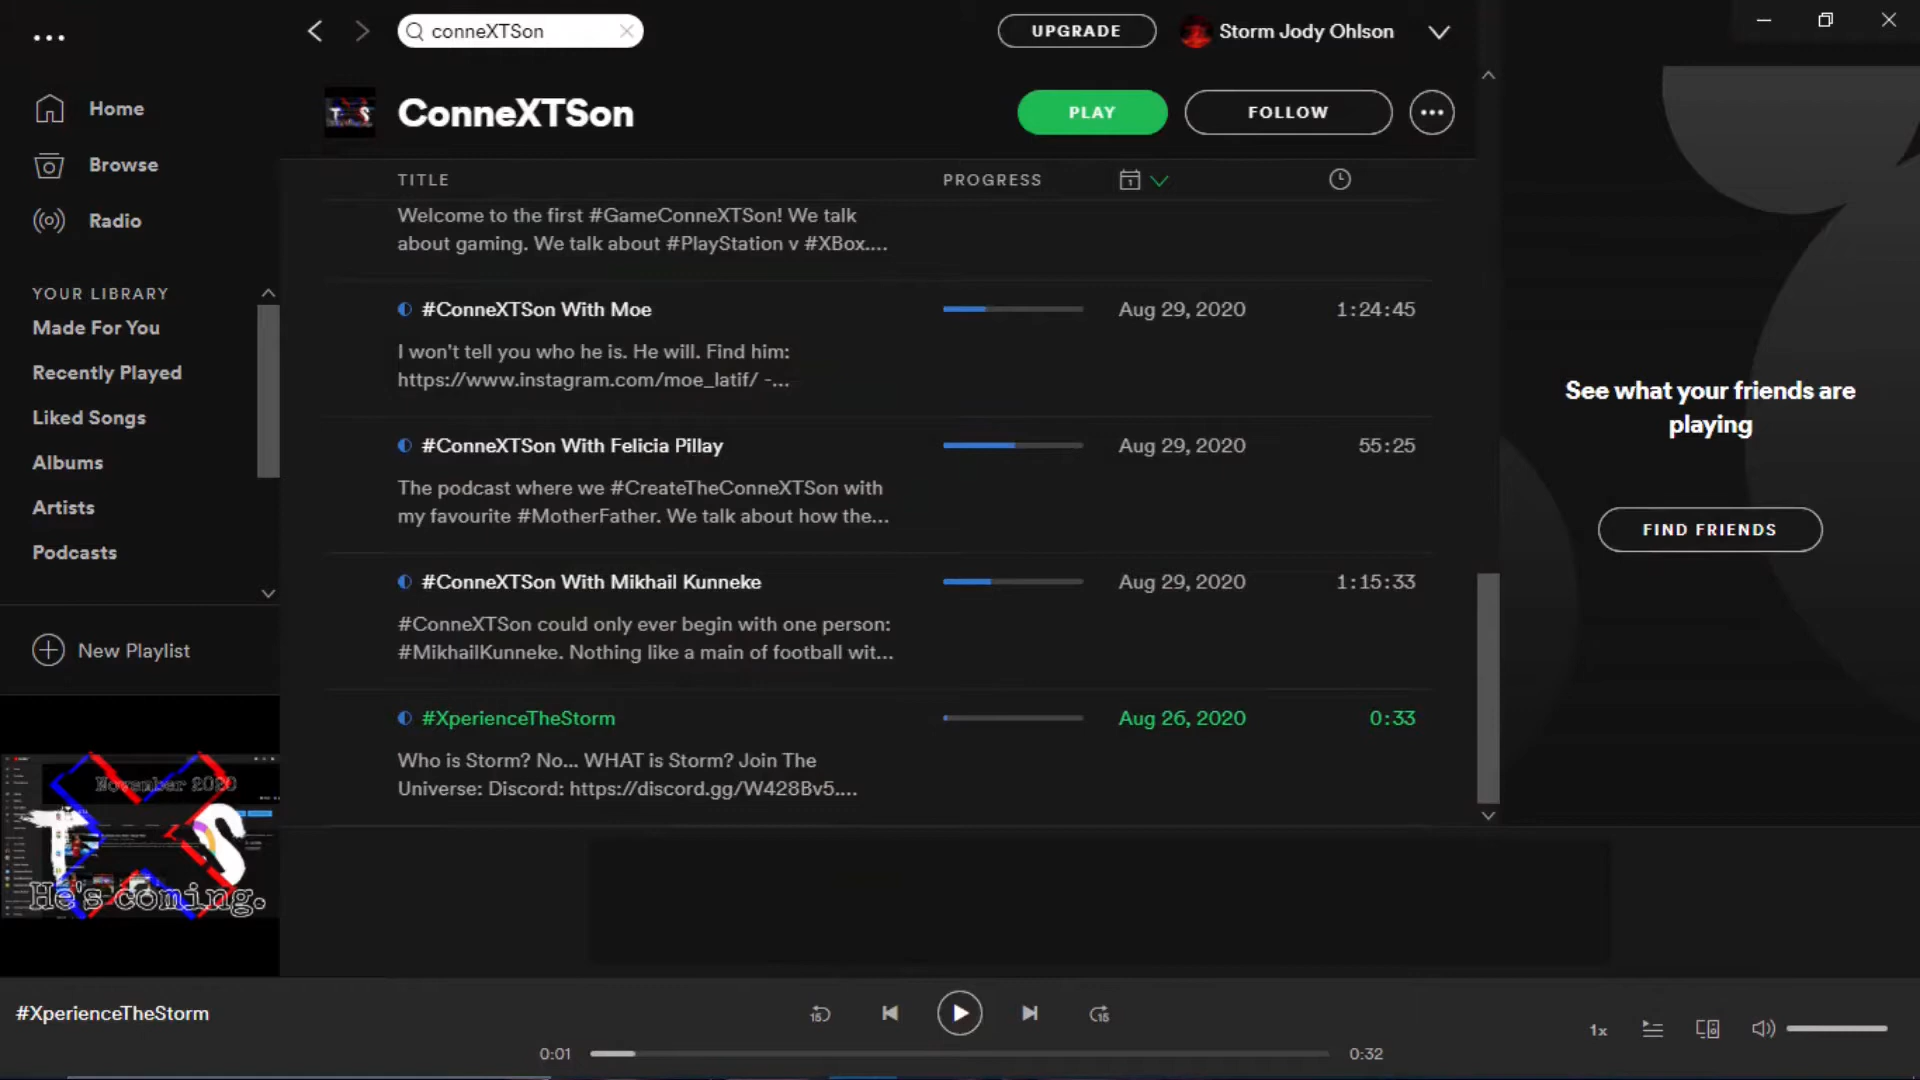 conneXTSon
UPGRADE
Storm Jody Ohlson
Home
Browse
Radio
YOUR LIBRARY
Made For You
Recently Played
Liked Songs
Albums
Artists
Podcasts
New Playlist
T S
ConneXTSon
PLAY
FOLLOW
TITLE
PROGRESS
1
Welcome to the first #GameConneXTSon! We talk
about gaming. We talk about #PlayStation v #XBox....
#ConneXTSon With Moe
Aug 29, 2020
1:24:45
I won't tell you who he is. He will. Find him:
https://www.instagram.com/moe_latif/ -...
#ConneXTSon With Felicia Pillay
Aug 29, 2020
55:25
The podcast where we #CreateTheConneXTSon with
my favourite #MotherFather. We talk about how the...
#ConneXTSon With Mikhail Kunneke
Aug 29, 2020
1:15:33
#ConneXTSon could only ever begin with one person:
#MikhailKunneke. Nothing like a main of football wit...
#XperienceTheStorm
Aug 26, 2020
0:33
Who is Storm? No... WHAT is Storm? Join The
Universe: Discord: https://discord.gg/W428Bv5....
See what your friends are
playing
FIND FRIENDS
November 2020
T S
He's coming.
#XperienceTheStorm
15
15
1x
0:01
0:32